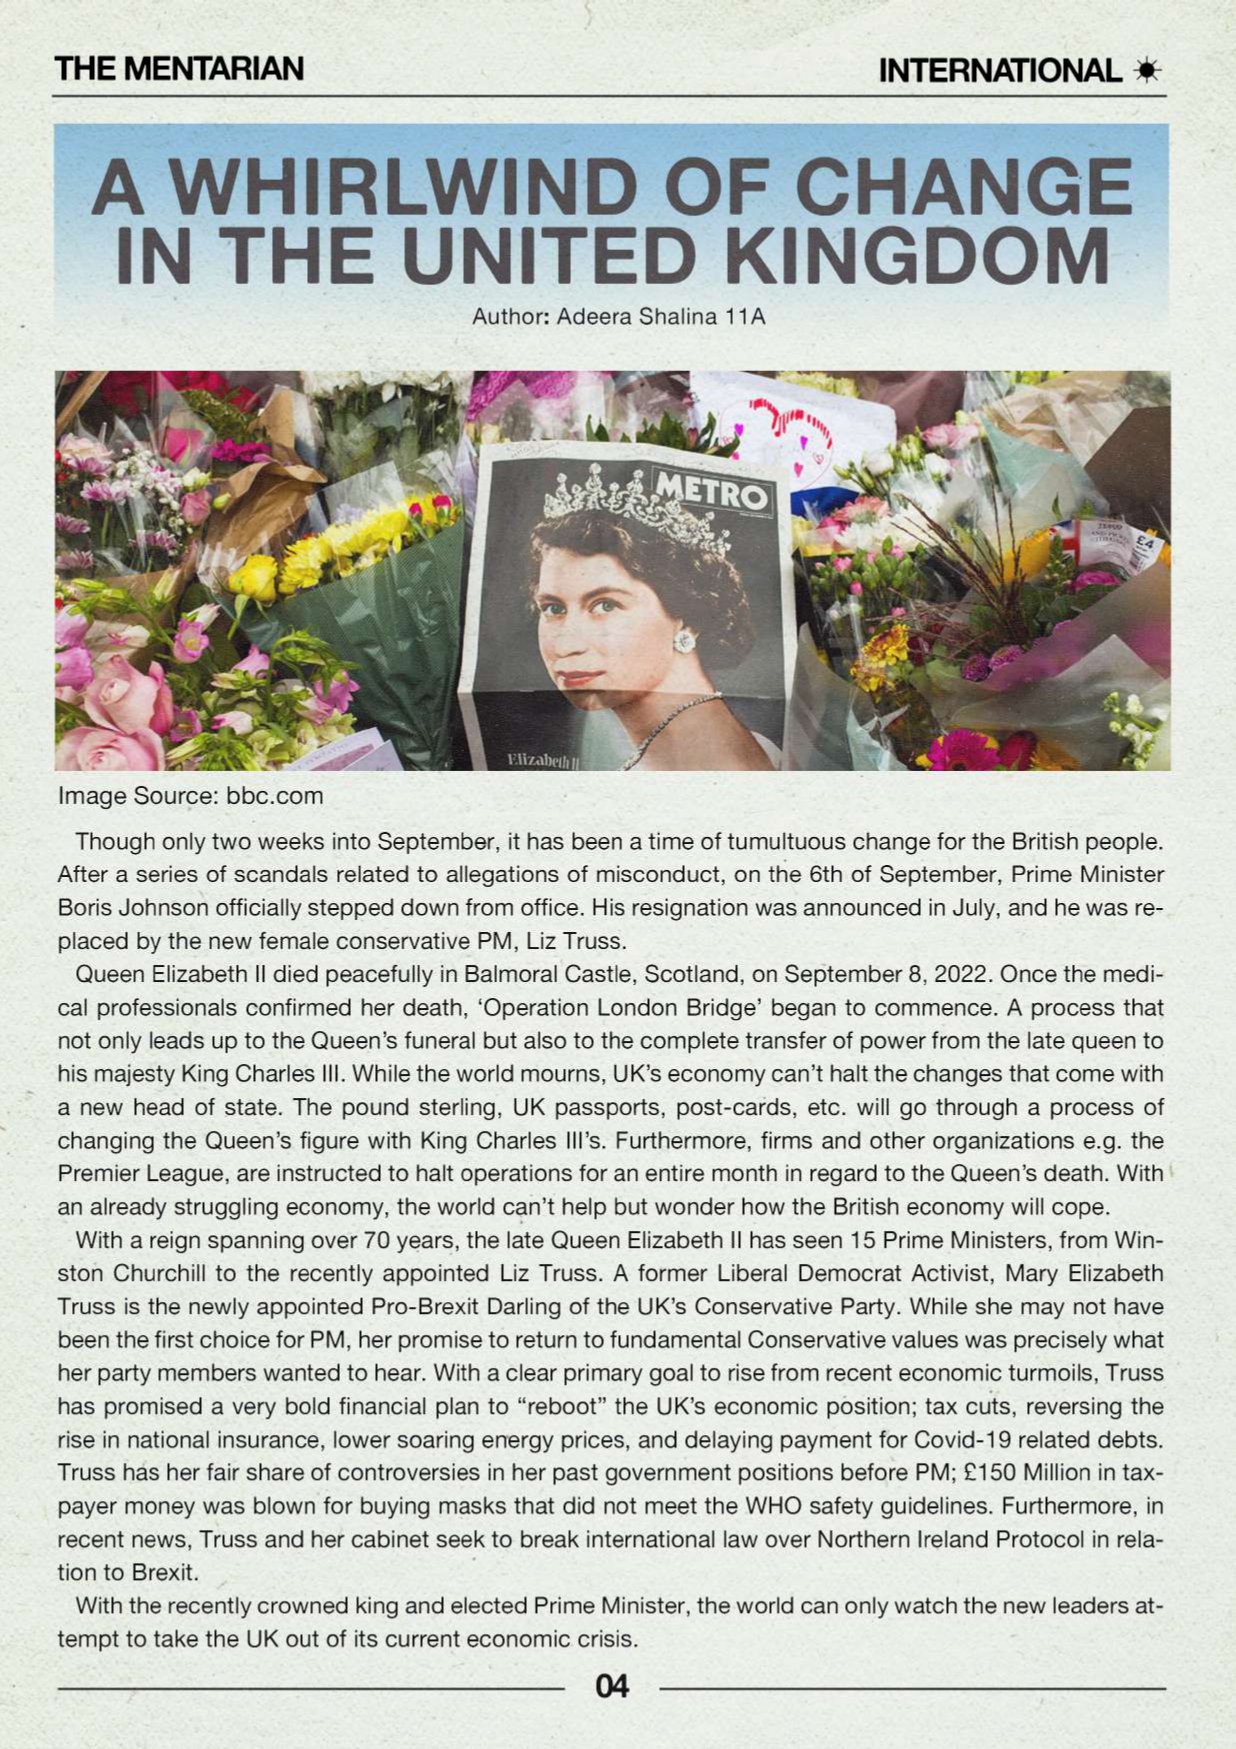 THE MENTARIAN
INTERNATIONAL
A WHIRLWIND OF CHANGE
IN THE UNITED KINGDOM
Author: Adeera Shalina 11A
METRO
£4
Elizabeth II
Image Source: bbc.com
Though only two weeks into September, it has been a time of tumultuous change for the British people.
After a series of scandals related to allegations of misconduct, on the 6th of September, Prime Minister
Boris Johnson officially stepped down from office. His resignation was announced in July, and he was re-
placed by the new female conservative PM, Liz Truss.
Queen Elizabeth II died peacefully in Balmoral Castle, Scotland, on September 8, 2022. Once the medi-
cal professionals confirmed her death, ‘Operation London Bridge’ began to commence. A process that
not only leads up to the Queen’s funeral but also to the complete transfer of power from the late queen to
his majesty King Charles III. While the world mourns, UK’s economy can’t halt the changes that come with
a new head of state. The pound sterling, UK passports, post-cards, etc. will go through a process of
changing the Queen’s figure with King Charles III’s. Furthermore, firms and other organizations e.g. the
Premier League, are instructed to halt operations for an entire month in regard to the Queen’s death. With
an already struggling economy, the world can’t help but wonder how the British economy will cope.
With a reign spanning over 70 years, the late Queen Elizabeth II has seen 15 Prime Ministers, from Win-
ston Churchill to the recently appointed Liz Truss. A former Liberal Democrat Activist, Mary Elizabeth
Truss is the newly appointed Pro-Brexit Darling of the UK’s Conservative Party. While she may not have
been the first choice for PM, her promise to return to fundamental Conservative values was precisely what
her party members wanted to hear. With a clear primary goal to rise from recent economic turmoils, Truss
has promised a very bold financial plan to “reboot” the UK’s economic position; tax cuts, reversing the
rise in national insurance, lower soaring energy prices, and delaying payment for Covid-19 related debts.
Truss has her fair share of controversies in her past government positions before PM; £150 Million in tax-
payer money was blown for buying masks that did not meet the WHO safety guidelines. Furthermore, in
recent news, Truss and her cabinet seek to break international law over Northern Ireland Protocol in rela-
tion to Brexit.
With the recently crowned king and elected Prime Minister, the world can only watch the new leaders at-
tempt to take the UK out of its current economic crisis.
04